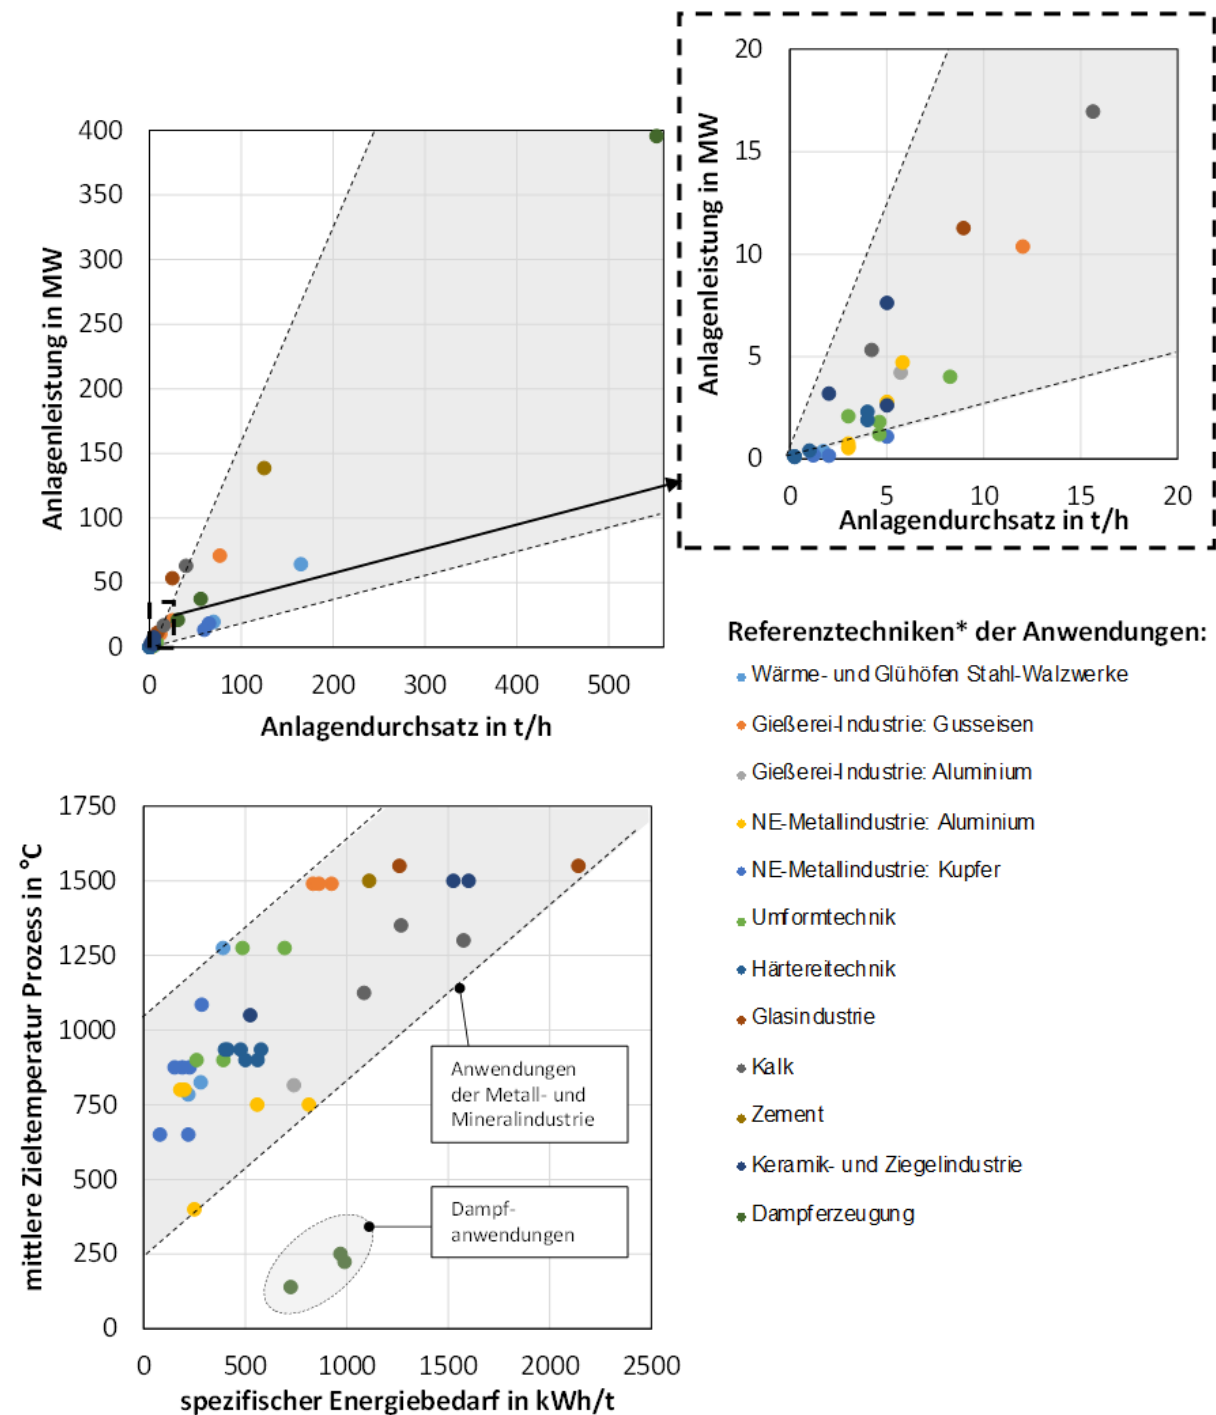 20
15
10
5
0
Anlagenleistung in MW
0 5 10 15 20
Anlagendurchsatz in t/h
400
350
300
250
200
150
100
50
0
Anlagenleistung in MW
0 100 200 300 400 500
Anlagendurchsatz in t/h
Referenztechniken* der Anwendungen:
Wärme- und Glühöfen Stahl-Walzwerke
Gießerei-Industrie: Gusseisen
Gießerei-Industrie: Aluminium
NE-Metallindustrie: Aluminium
NE-Metallindustrie: Kupfer
Umformtechnik
Härtereitechnik
Glasindustrie
Kalk
Zement
Keramik- und Ziegelindustrie
Dampferzeugung
1750
1500
1250
1000
750
500
250
0
mittlere Zieltemperatur Prozess in °C
Anwendungen
der Metall- und
Mineralindustrie
Dampf-
anwendungen
0 500 1000 1500 2000 2500
spezifischer Energiebedarf in kWh/t